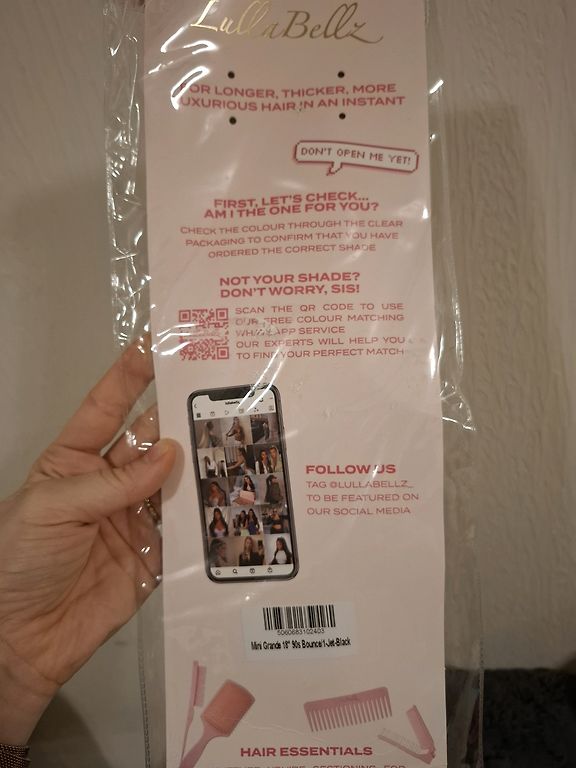 LullaBellz
FOR LONGER, THICKER, MORE
LUXURIOUS HAIR IN AN INSTANT
DON'T OPEN ME YET!
FIRST, LET'S CHECK...
AM I THE ONE FOR YOU?
CHECK THE COLOUR THROUGH THE CLEAR
PACKAGING TO CONFIRM THAT YOU HAVE
ORDERED THE CORRECT SHADE
NOT YOUR SHADE?
DON'T WORRY, SIS!
SCAN THE QR CODE TO USE
OUR FREE COLOUR MATCHING
WHATSAPP SERVICE
OUR EXPERTS WILL HELP YOU
TO FIND YOUR PERFECT MATCH
FOLLOW US
TAG @LULLABELLZ_
TO BE FEATURED ON
OUR SOCIAL MEDIA
5060683102403
Mini Grande 18" 90s Bounce/1-Jet-Black
HAIR ESSENTIALS